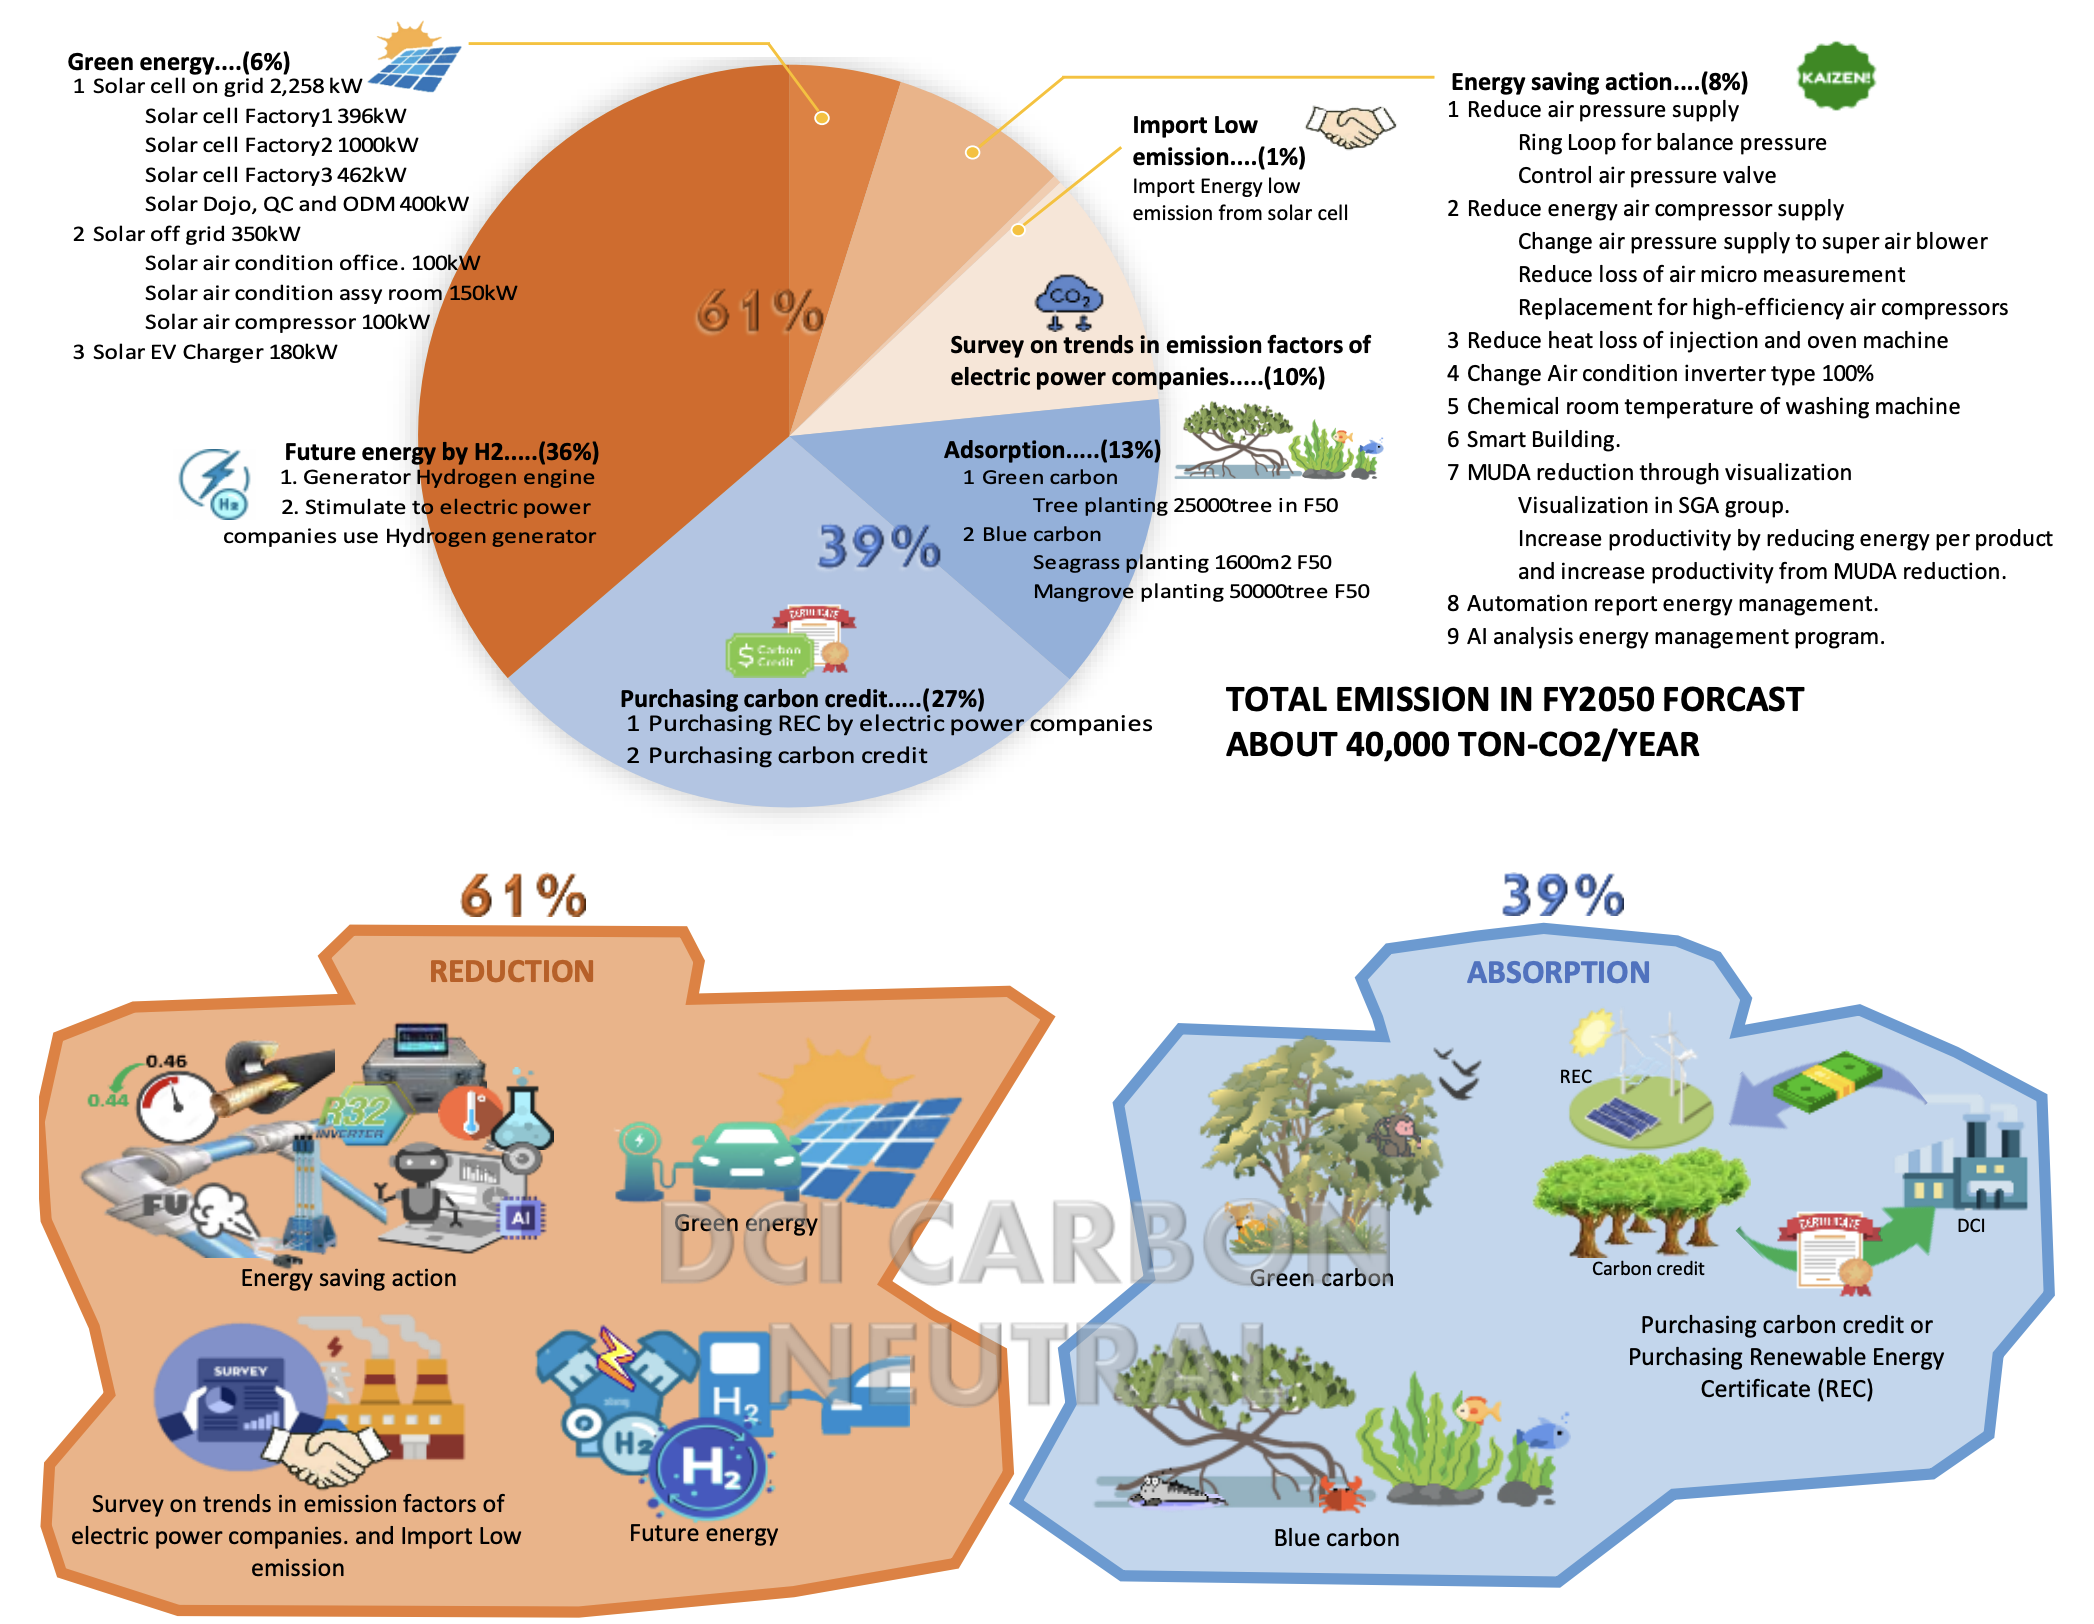 Green energy....(6%)
1 Solar cell on grid 2,258 kW
Solar cell Factory1 396kW
Solar cell Factory2 1000kW
Solar cell Factory3 462kW
Solar Dojo, QC and ODM 400kW
2 Solar off grid 350kW
Solar air condition office. 100kW
Solar air condition assy room 150kW
Solar air compressor 100kW
3 Solar EV Charger 180kW
Import Low
emission....(1%)
Import Energy low
emission from solar cell
KAIZEN!
Energy saving action....(8%)
1 Reduce air pressure supply
Ring Loop for balance pressure
Control air pressure valve
2 Reduce energy air compressor supply
Change air pressure supply to super air blower
Reduce loss of air micro measurement
Replacement for high-efficiency air compressors
3 Reduce heat loss of injection and oven machine
4 Change Air condition inverter type 100%
5 Chemical room temperature of washing machine
6 Smart Building.
7 MUDA reduction through visualization
Visualization in SGA group.
Increase productivity by reducing energy per product
and increase productivity from MUDA reduction.
8 Automation report energy management.
9 AI analysis energy management program.
61%
CO2
Survey on trends in emission factors of
electric power companies.....(10%)
H2
Future energy by H2.....(36%)
1. Generator Hydrogen engine
2. Stimulate to electric power
companies use Hydrogen generator
39%
Adsorption.....(13%)
1 Green carbon
Tree planting 25000tree in F50
2 Blue carbon
Seagrass planting 1600m2 F50
Mangrove planting 50000tree F50
CERTIFICATE
$ Carbon
Credit
Purchasing carbon credit.....(27%)
1 Purchasing REC by electric power companies
2 Purchasing carbon credit
TOTAL EMISSION IN FY2050 FORCAST
ABOUT 40,000 TON-CO2/YEAR
61%
REDUCTION
0.46
0.44
R32
INVERTER
FU
AI
Energy saving action
Green energy
SURVEY
Survey on trends in emission factors of
electric power companies. and Import Low
emission
H2
H2
H2
Future energy
DCI CARBON
NEUTRAL
39%
ABSORPTION
Green carbon
REC
DCI
CERTIFICATE
Carbon credit
Purchasing carbon credit or
Purchasing Renewable Energy
Certificate (REC)
Blue carbon